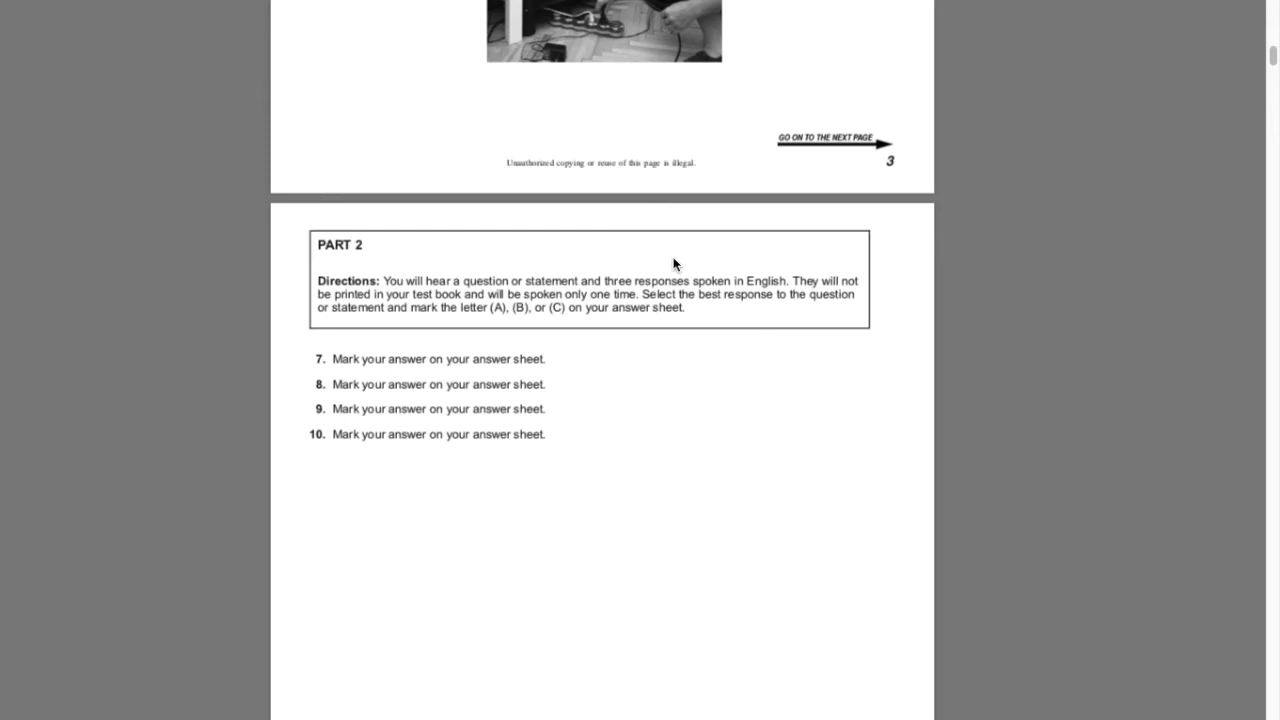 GO ON TO THE NEXT PAGE
Unauthorized copying or reuse of this page is illegal.
3
PART 2
Directions: You will hear a question or statement and three responses spoken in English. They will not
be printed in your test book and will be spoken only one time. Select the best response to the question
or statement and mark the letter (A), (B), or (C) on your answer sheet.
7. Mark your answer on your answer sheet.
8. Mark your answer on your answer sheet.
9. Mark your answer on your answer sheet.
10. Mark your answer on your answer sheet.